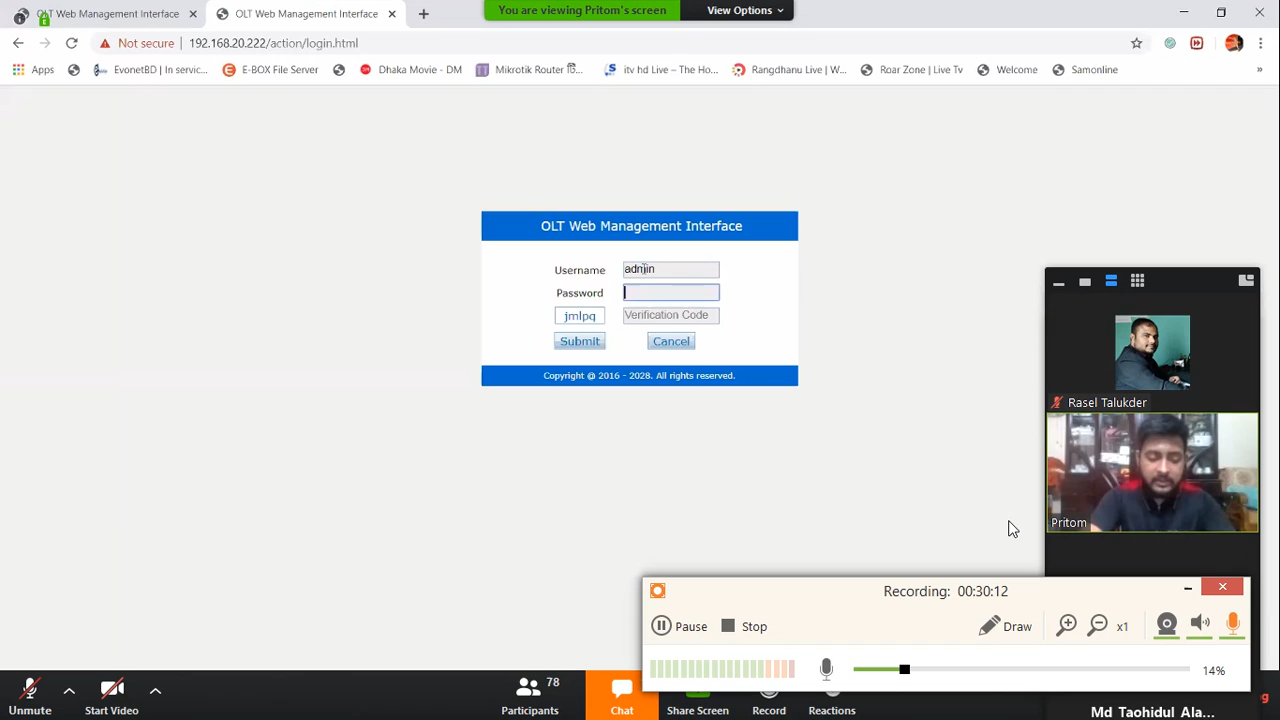 OLT Web Management Interface
OLT Web Management Interface
You are viewing Pritom's screen
View Options
Not secure
192.168.20.222/action/login.html
Apps
EvonetBD | In servic...
E-BOX File Server
Dhaka Movie - DM
Mikrotik Router
itv hd Live – The Ho...
Rangdhanu Live | W...
Roar Zone | Live Tv
Welcome
Samonline
»
OLT Web Management Interface
Username admin
Password
jmlpq Verification Code
Submit Cancel
Copyright @ 2016 - 2028. All rights reserved.
Rasel Talukder
Pritom
Recording: 00:30:12
Pause Stop Draw x1
14%
Unmute
Start Video
78
Participants
Chat
Share Screen
Record
Reactions
Md Taohidul Ala...